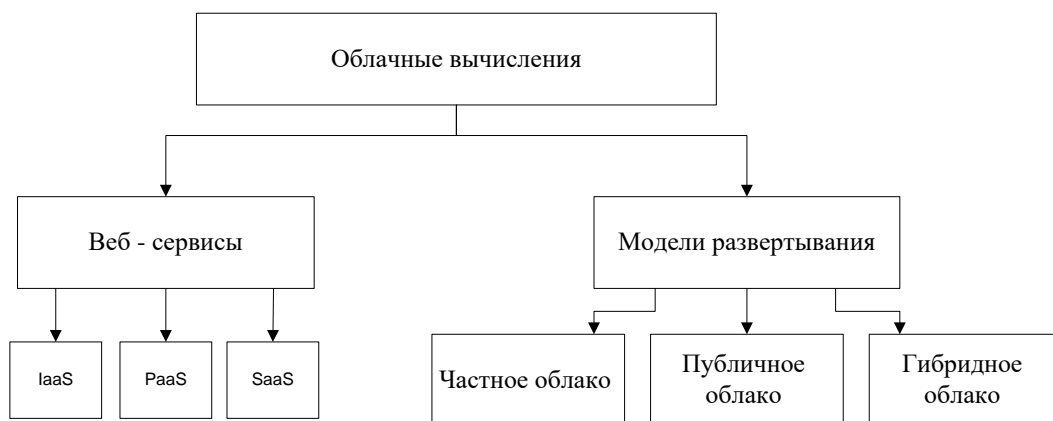 Облачные вычисления
Веб - сервисы
Модели развертывания
IaaS
PaaS
SaaS
Частное облако
Публичное
облако
Гибридное
облако